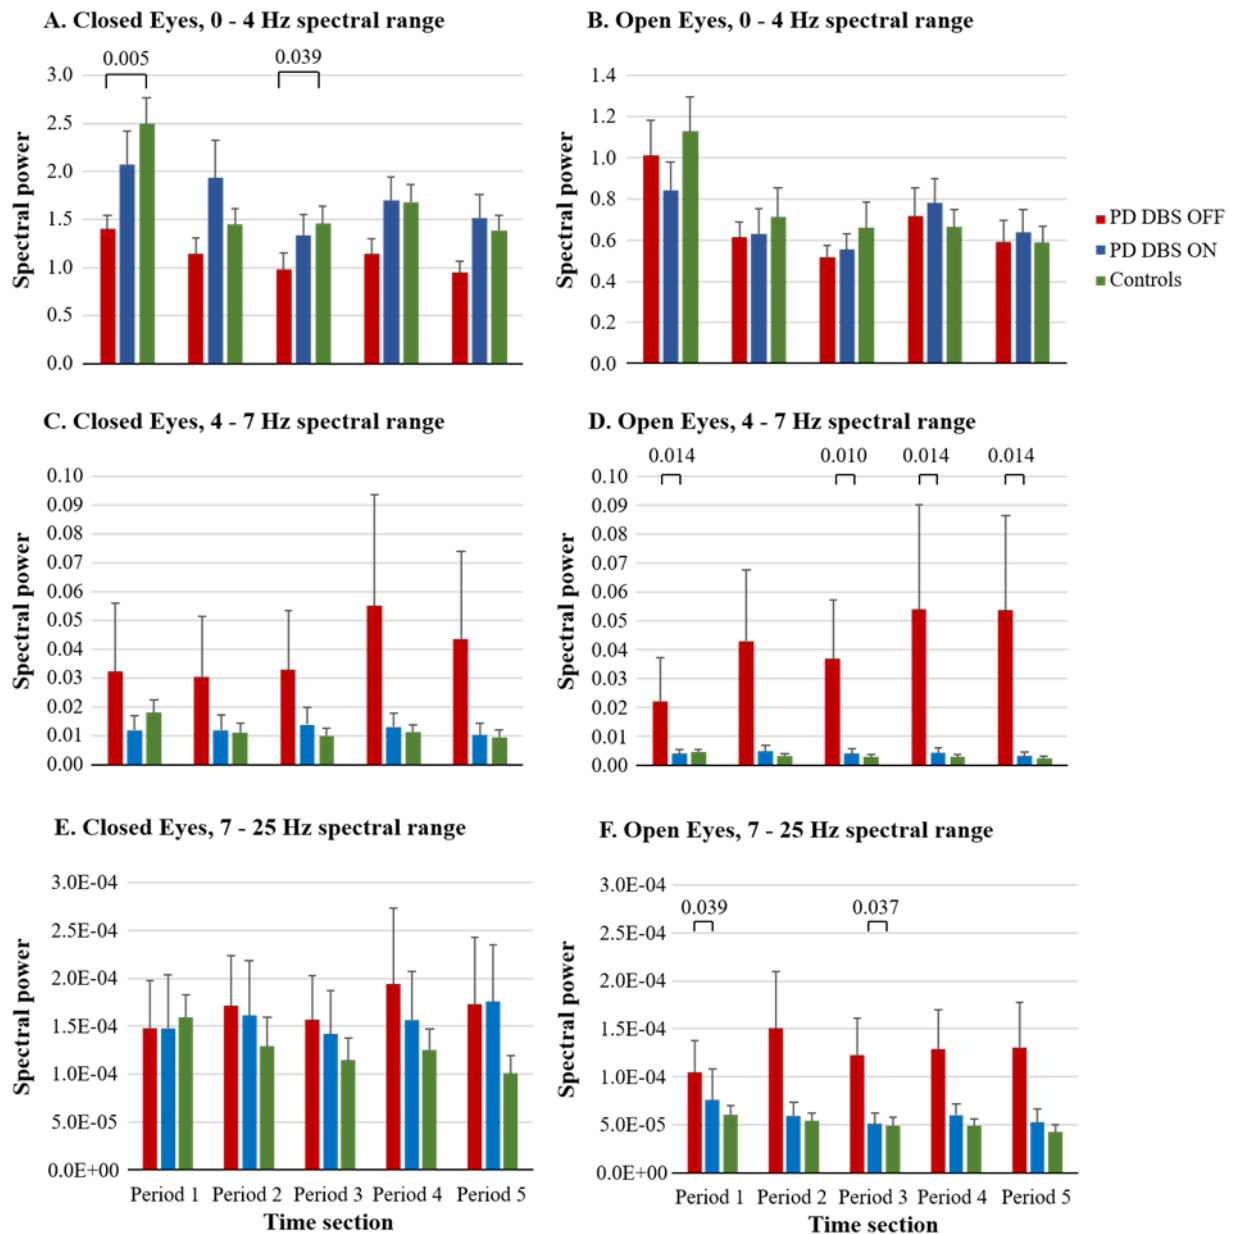 A. Closed Eyes, 0 - 4 Hz spectral range
0.005
0.039
3.0
2.5
2.0
1.5
1.0
0.5
0.0
Spectral power
B. Open Eyes, 0 - 4 Hz spectral range
1.4
1.2
1.0
0.8
0.6
0.4
0.2
0.0
Spectral power
PD DBS OFF
PD DBS ON
Controls
C. Closed Eyes, 4 - 7 Hz spectral range
0.10
0.09
0.08
0.07
0.06
0.05
0.04
0.03
0.02
0.01
0.00
Spectral power
D. Open Eyes, 4 - 7 Hz spectral range
0.014
0.010
0.014
0.014
0.10
0.09
0.08
0.07
0.06
0.05
0.04
0.03
0.02
0.01
0.00
Spectral power
E. Closed Eyes, 7 - 25 Hz spectral range
3.0E-04
2.5E-04
2.0E-04
1.5E-04
1.0E-04
5.0E-05
0.0E+00
Spectral power
Period 1 Period 2 Period 3 Period 4 Period 5
Time section
F. Open Eyes, 7 - 25 Hz spectral range
3.0E-04
0.039
0.037
2.5E-04
2.0E-04
1.5E-04
1.0E-04
5.0E-05
0.0E+00
Spectral power
Period 1 Period 2 Period 3 Period 4 Period 5
Time section